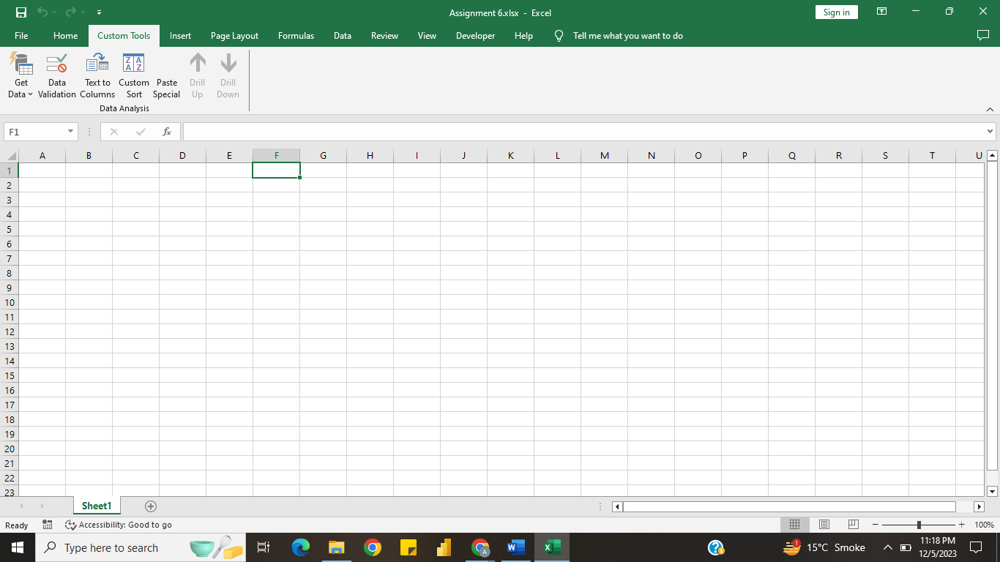 Assignment 6.xlsx - Excel
Sign in
File Home Custom Tools Insert Page Layout Formulas Data Review View Developer Help Tell me what you want to do
Get Data Data Validation Text to Columns Custom Sort Paste Special Drill Up Drill Down
Data Analysis
F1
fx
A B C D E F G H I J K L M N O P Q R S T U
1
2
3
4
5
6
7
8
9
10
11
12
13
14
15
16
17
18
19
20
21
22
23
Sheet1
Ready Accessibility: Good to go 100%
Type here to search
15°C Smoke
11:18 PM
12/5/2023